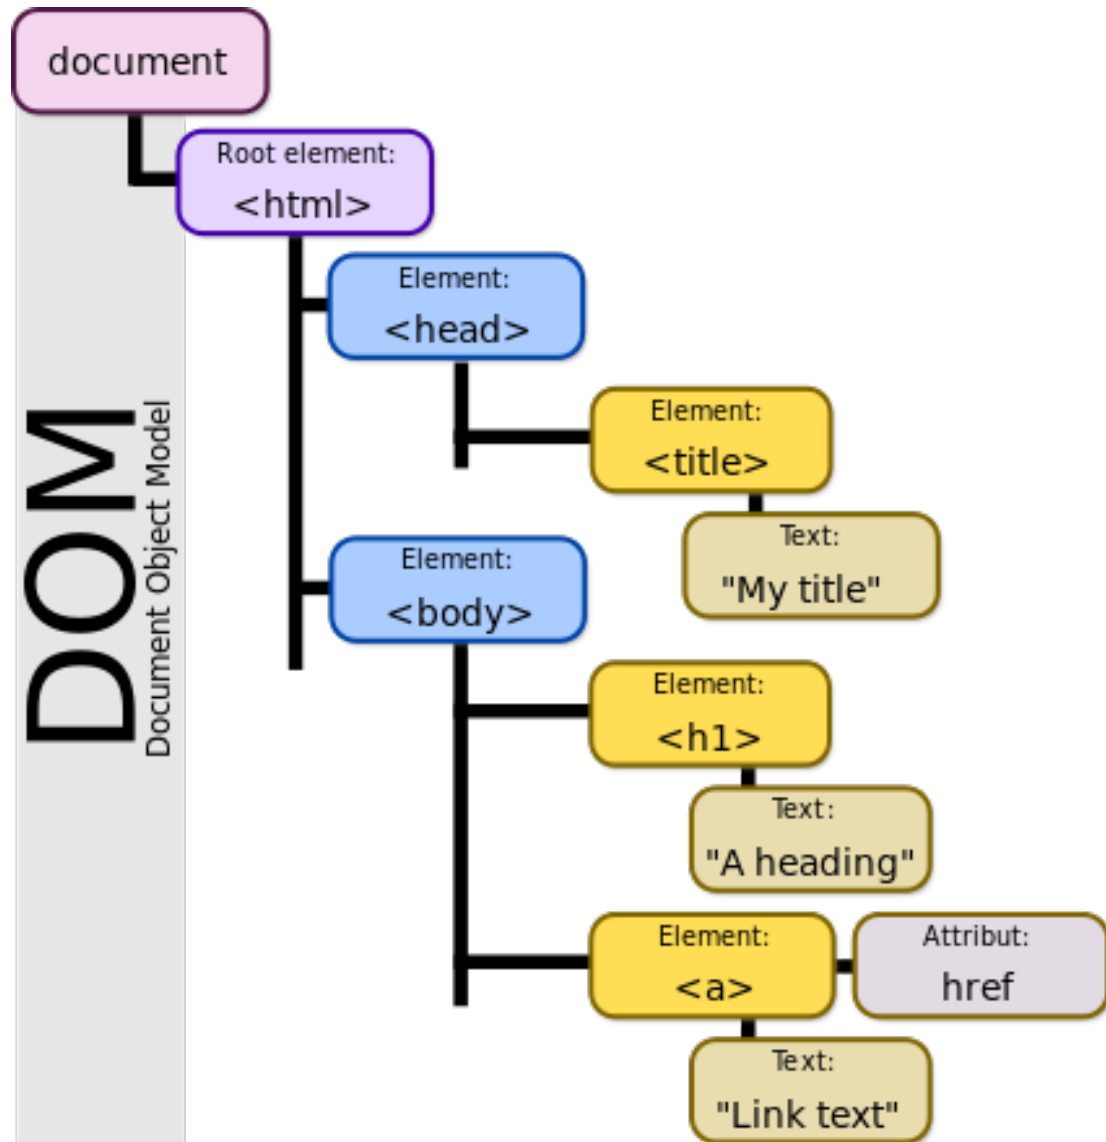 document
Root element:
<html>
Element:
<head>
Element:
<title>
Text:
"My title"
Element:
<body>
Element:
<h1>
Text:
"A heading"
Element:
<a>
Attribut:
href
Text:
"Link text"
DOM
Document Object Model